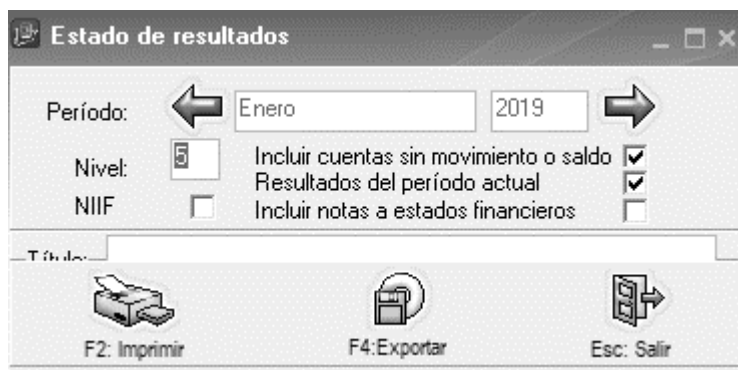 Estado de resultados
Período: Enero 2019
Nivel: 5 Incluir cuentas sin movimiento o saldo
Resultados del período actual
NIIF Incluir notas a estados financieros
Título:
F2: Imprimir F4:Exportar Esc: Salir